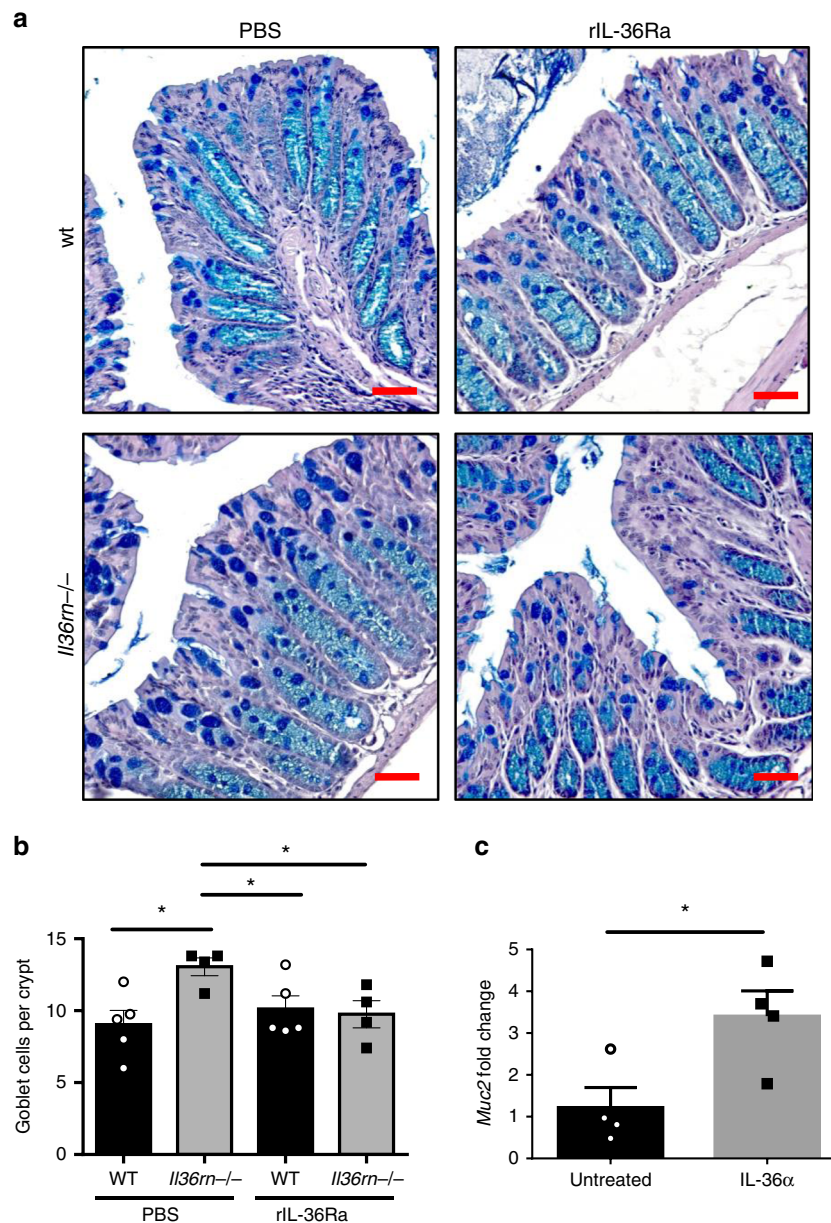 a
PBS
rIL-36Ra
wt
Il36rn–/–
b
*
*
*
15
10
5
0
Goblet cells per crypt
WT
Il36rn–/–
WT
Il36rn–/–
PBS
rIL-36Ra
c
*
5
4
3
2
1
0
Muc2 fold change
Untreated
IL-36α